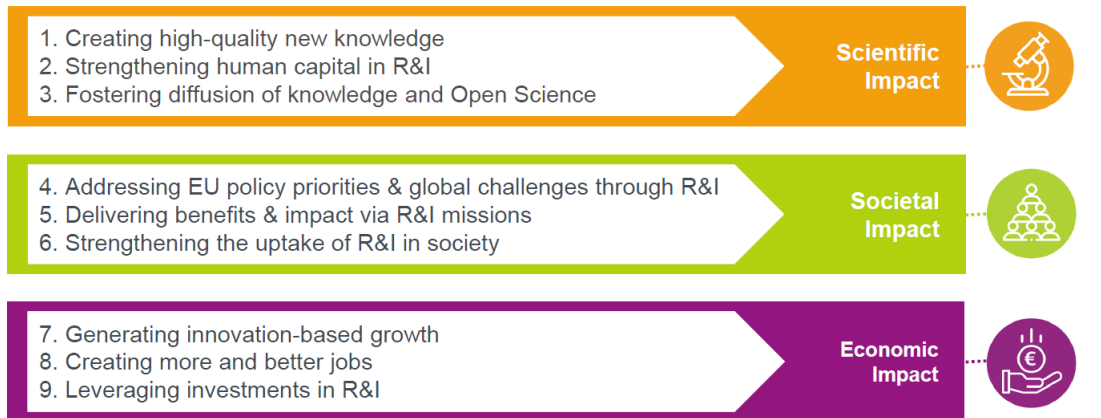 1. Creating high-quality new knowledge
2. Strengthening human capital in R&I
3. Fostering diffusion of knowledge and Open Science
Scientific
Impact
4. Addressing EU policy priorities & global challenges through R&I
5. Delivering benefits & impact via R&I missions
6. Strengthening the uptake of R&I in society
Societal
Impact
7. Generating innovation-based growth
8. Creating more and better jobs
9. Leveraging investments in R&I
Economic
Impact
€